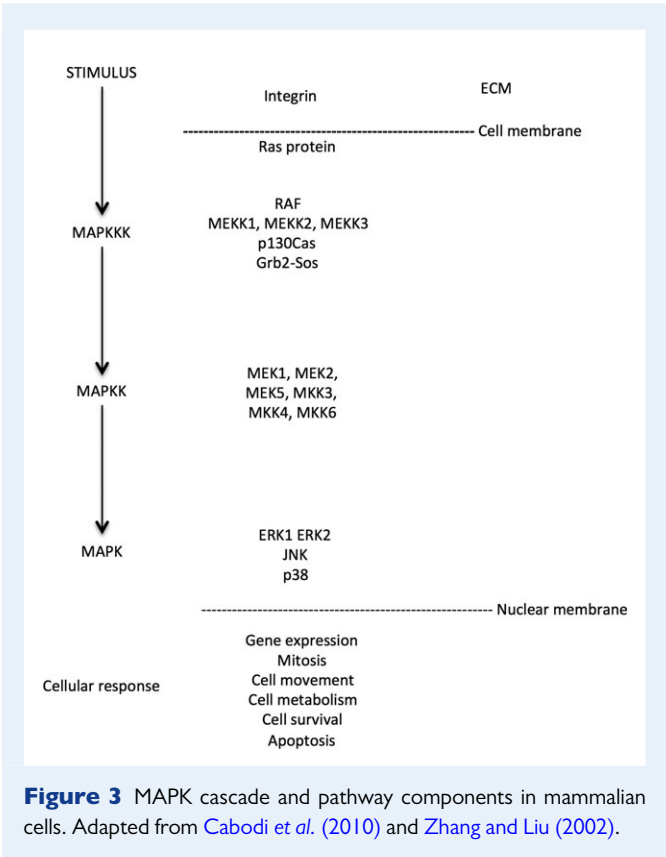 STIMULUS
Integrin
ECM
Cell membrane
Ras protein
RAF
MEKK1, MEKK2, MEKK3
MAPKKK
p130Cas
Grb2-Sos
MEK1, MEK2,
MAPKK
MEK5, MKK3,
MKK4, MKK6
ERK1 ERK2
MAPK
JNK
p38
Nuclear membrane
Gene expression
Mitosis
Cell movement
Cellular response
Cell metabolism
Cell survival
Apoptosis
Figure 3 MAPK cascade and pathway components in mammalian
cells. Adapted from Cabodi et al. (2010) and Zhang and Liu (2002).